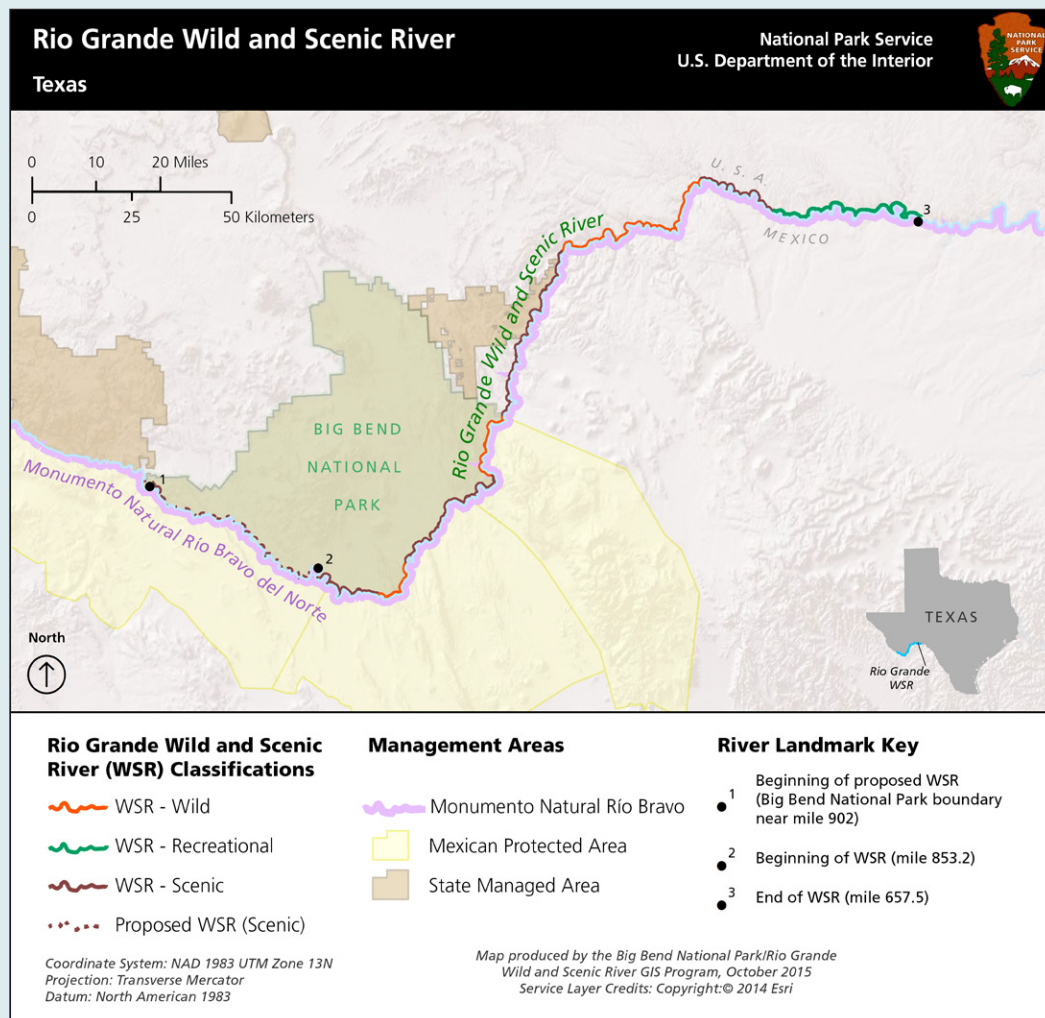 Rio Grande Wild and Scenic River
Texas
National Park Service
U.S. Department of the Interior
NATIONAL
PARK
SERVICE
0 10 20 Miles
0 25 50 Kilometers
U. S. A.
MEXICO
3
Rio Grande Wild and Scenic River
BIG BEND
NATIONAL
PARK
1
Monumento Natural Río Bravo del Norte
2
North
TEXAS
Rio Grande
WSR
Rio Grande Wild and Scenic
River (WSR) Classifications
WSR - Wild
WSR - Recreational
WSR - Scenic
Proposed WSR (Scenic)
Coordinate System: NAD 1983 UTM Zone 13N
Projection: Transverse Mercator
Datum: North American 1983
Management Areas
Monumento Natural Río Bravo
Mexican Protected Area
State Managed Area
River Landmark Key
1 Beginning of proposed WSR
(Big Bend National Park boundary
near mile 902)
2 Beginning of WSR (mile 853.2)
3 End of WSR (mile 657.5)
Map produced by the Big Bend National Park/Rio Grande
Wild and Scenic River GIS Program, October 2015
Service Layer Credits: Copyright:© 2014 Esri